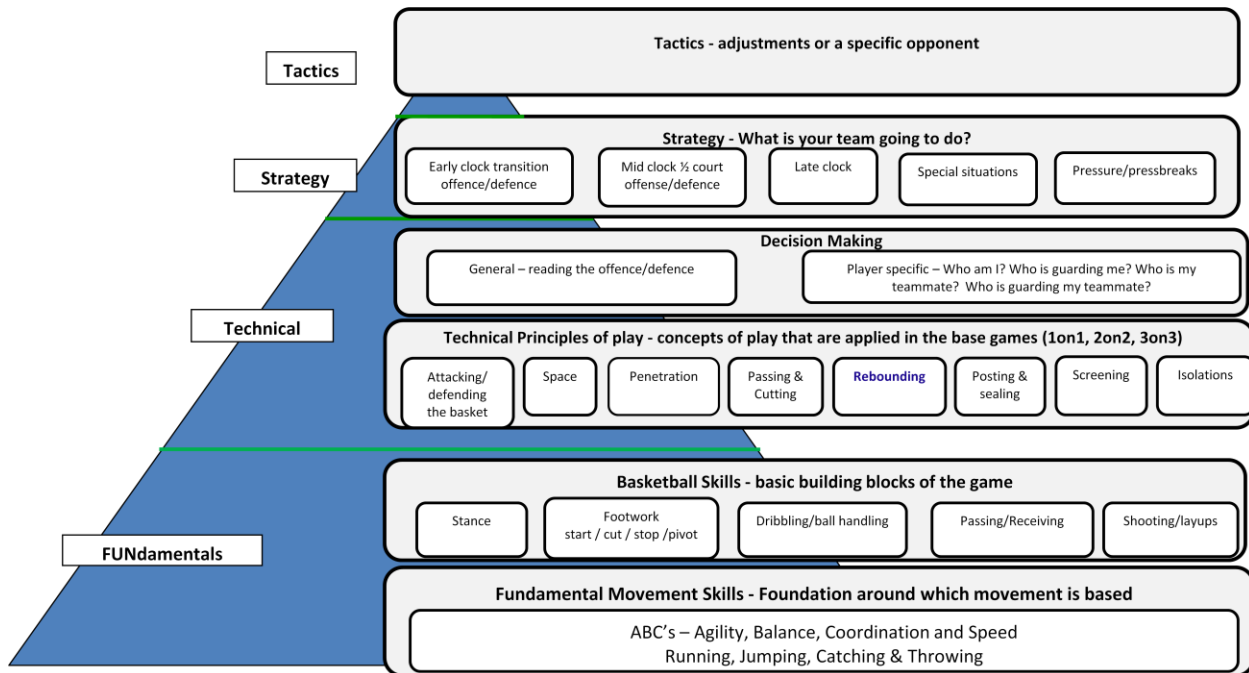 Tactics - adjustments or a specific opponent
Tactics
Strategy - What is your team going to do?
Early clock transition
offence/defence
Mid clock ½ court
offense/defence
Late clock
Special situations
Pressure/pressbreaks
Strategy
Decision Making
General – reading the offence/defence
Player specific – Who am I? Who is guarding me? Who is my
teammate?  Who is guarding my teammate?
Technical
Technical Principles of play - concepts of play that are applied in the base games (1on1, 2on2, 3on3)
Attacking/
defending
the basket
Space
Penetration
Passing &
Cutting
Rebounding
Posting &
sealing
Screening
Isolations
Basketball Skills - basic building blocks of the game
Stance
Footwork
start / cut / stop /pivot
Dribbling/ball handling
Passing/Receiving
Shooting/layups
FUNdamentals
Fundamental Movement Skills - Foundation around which movement is based
ABC's – Agility, Balance, Coordination and Speed
Running, Jumping, Catching & Throwing